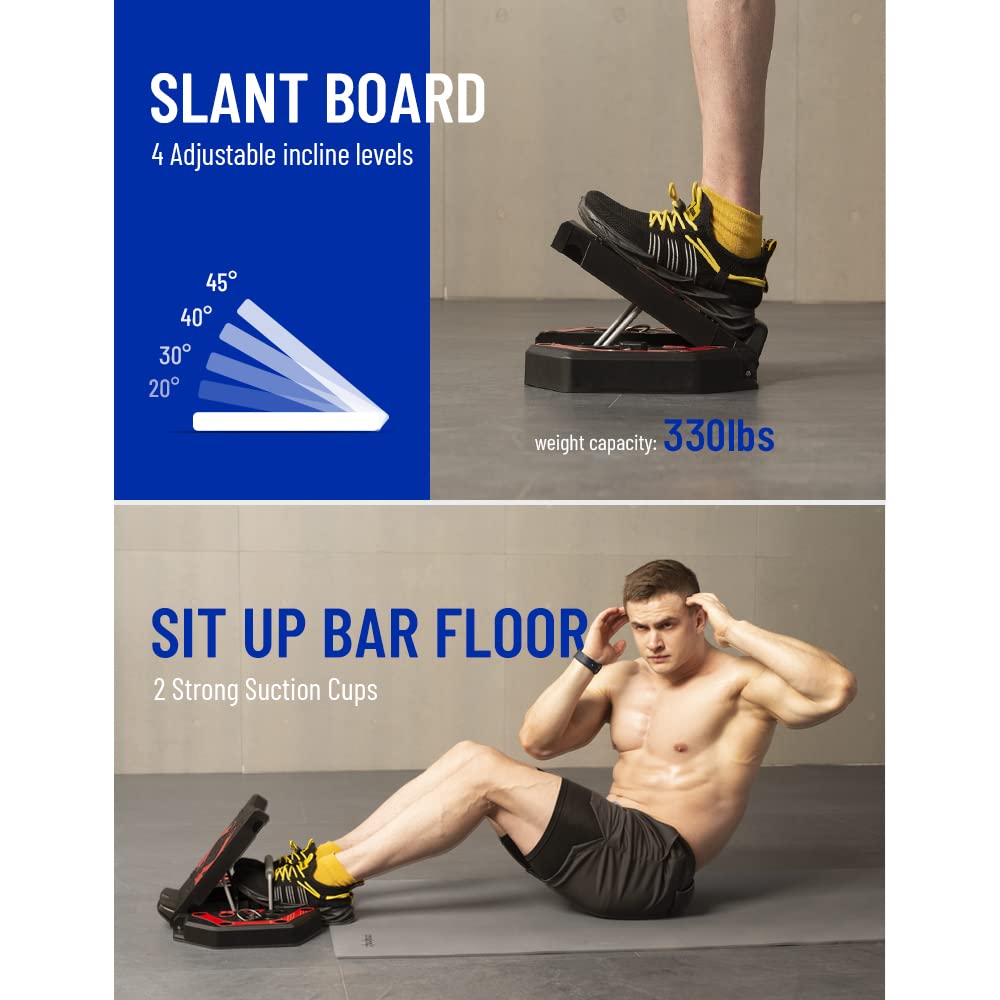 SLANT BOARD
4 Adjustable incline levels
45°
40°
30°
20°
weight capacity: 330lbs
SIT UP BAR FLOOR
2 Strong Suction Cups